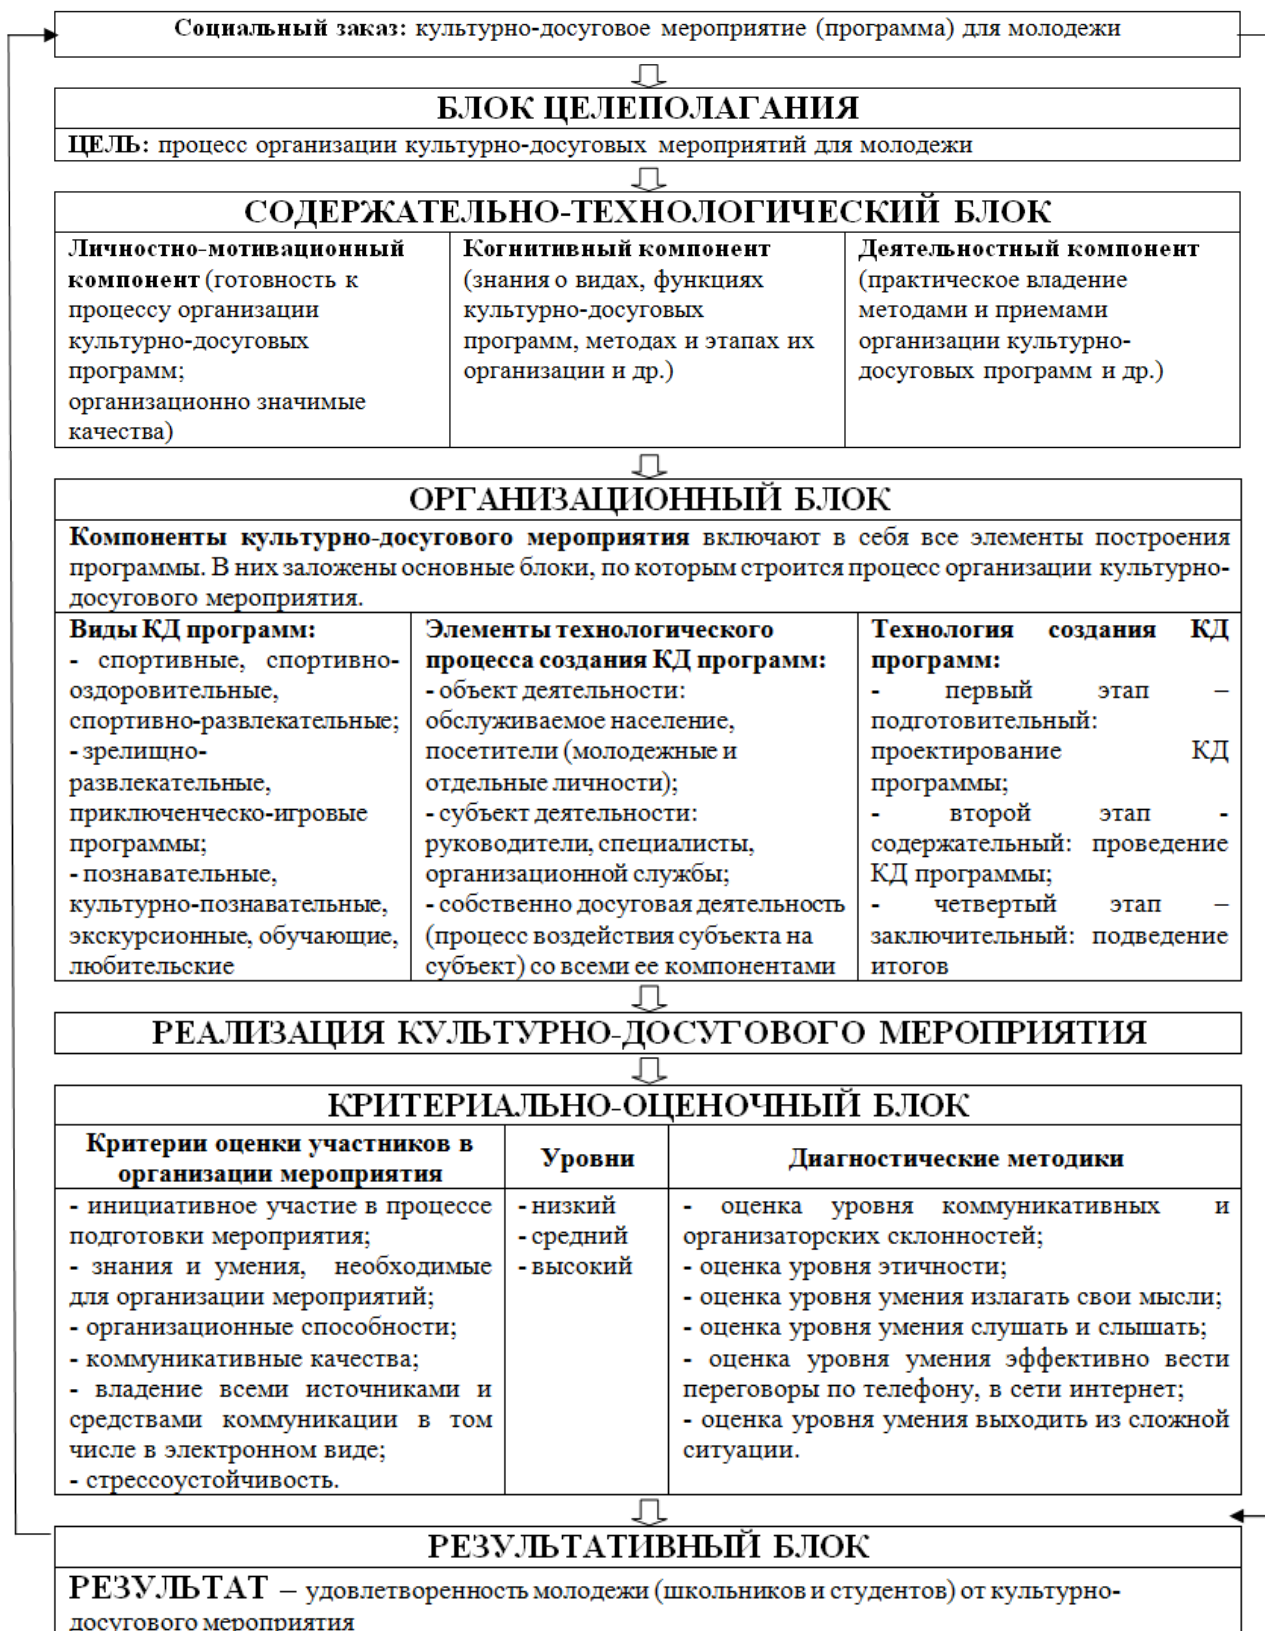 Социальный заказ: культурно-досуговое мероприятие (программа) для молодежи
БЛОК ЦЕЛЕПОЛАГАНИЯ
ЦЕЛЬ: процесс организации культурно-досуговых мероприятий для молодежи
СОДЕРЖАТЕЛЬНО-ТЕХНОЛОГИЧЕСКИЙ БЛОК
Личностно-мотивационный
компонент (готовность к
процессу организации
культурно-досуговых
программ;
организационно значимые
качества)
Когнитивный компонент
(знания о видах, функциях
культурно-досуговых
программ, методах и этапах их
организации и др.)
Деятельностный компонент
(практическое владение
методами и приемами
организации культурно-
досуговых программ и др.)
ОРГАНИЗАЦИОННЫЙ БЛОК
Компоненты культурно-досугового мероприятия включают в себя все элементы построения
программы. В них заложены основные блоки, по которым строится процесс организации культурно-
досугового мероприятия.
Виды КД программ:
- спортивные, спортивно-
оздоровительные,
спортивно-развлекательные;
- зрелищно-
развлекательные,
приключенческо-игровые
программы;
- познавательные,
культурно-познавательные,
экскурсионные, обучающие,
любительские
Элементы технологического
процесса создания КД программ:
- объект деятельности:
обслуживаемое население,
посетители (молодежные и
отдельные личности);
- субъект деятельности:
руководители, специалисты,
организационной службы;
- собственно досуговая деятельность
(процесс воздействия субъекта на
субъект) со всеми ее компонентами
Технология создания КД
программ:
- первый этап –
подготовительный:
проектирование КД
программы;
- второй этап -
содержательный: проведение
КД программы;
- четвертый этап –
заключительный: подведение
итогов
РЕАЛИЗАЦИЯ КУЛЬТУРНО-ДОСУГОВОГО МЕРОПРИЯТИЯ
КРИТЕРИАЛЬНО-ОЦЕНОЧНЫЙ БЛОК
Критерии оценки участников в
организации мероприятия
Уровни
Диагностические методики
- инициативное участие в процессе
подготовки мероприятия;
- знания и умения, необходимые
для организации мероприятий;
- организационные способности;
- коммуникативные качества;
- владение всеми источниками и
средствами коммуникации в том
числе в электронном виде;
- стрессоустойчивость.
- низкий
- средний
- высокий
- оценка уровня коммуникативных и
организаторских склонностей;
- оценка уровня этичности;
- оценка уровня умения излагать свои мысли;
- оценка уровня умения слушать и слышать;
- оценка уровня умения эффективно вести
переговоры по телефону, в сети интернет;
- оценка уровня умения выходить из сложной
ситуации.
РЕЗУЛЬТАТИВНЫЙ БЛОК
РЕЗУЛЬТАТ – удовлетворенность молодежи (школьников и студентов) от культурно-
досугового мероприятия